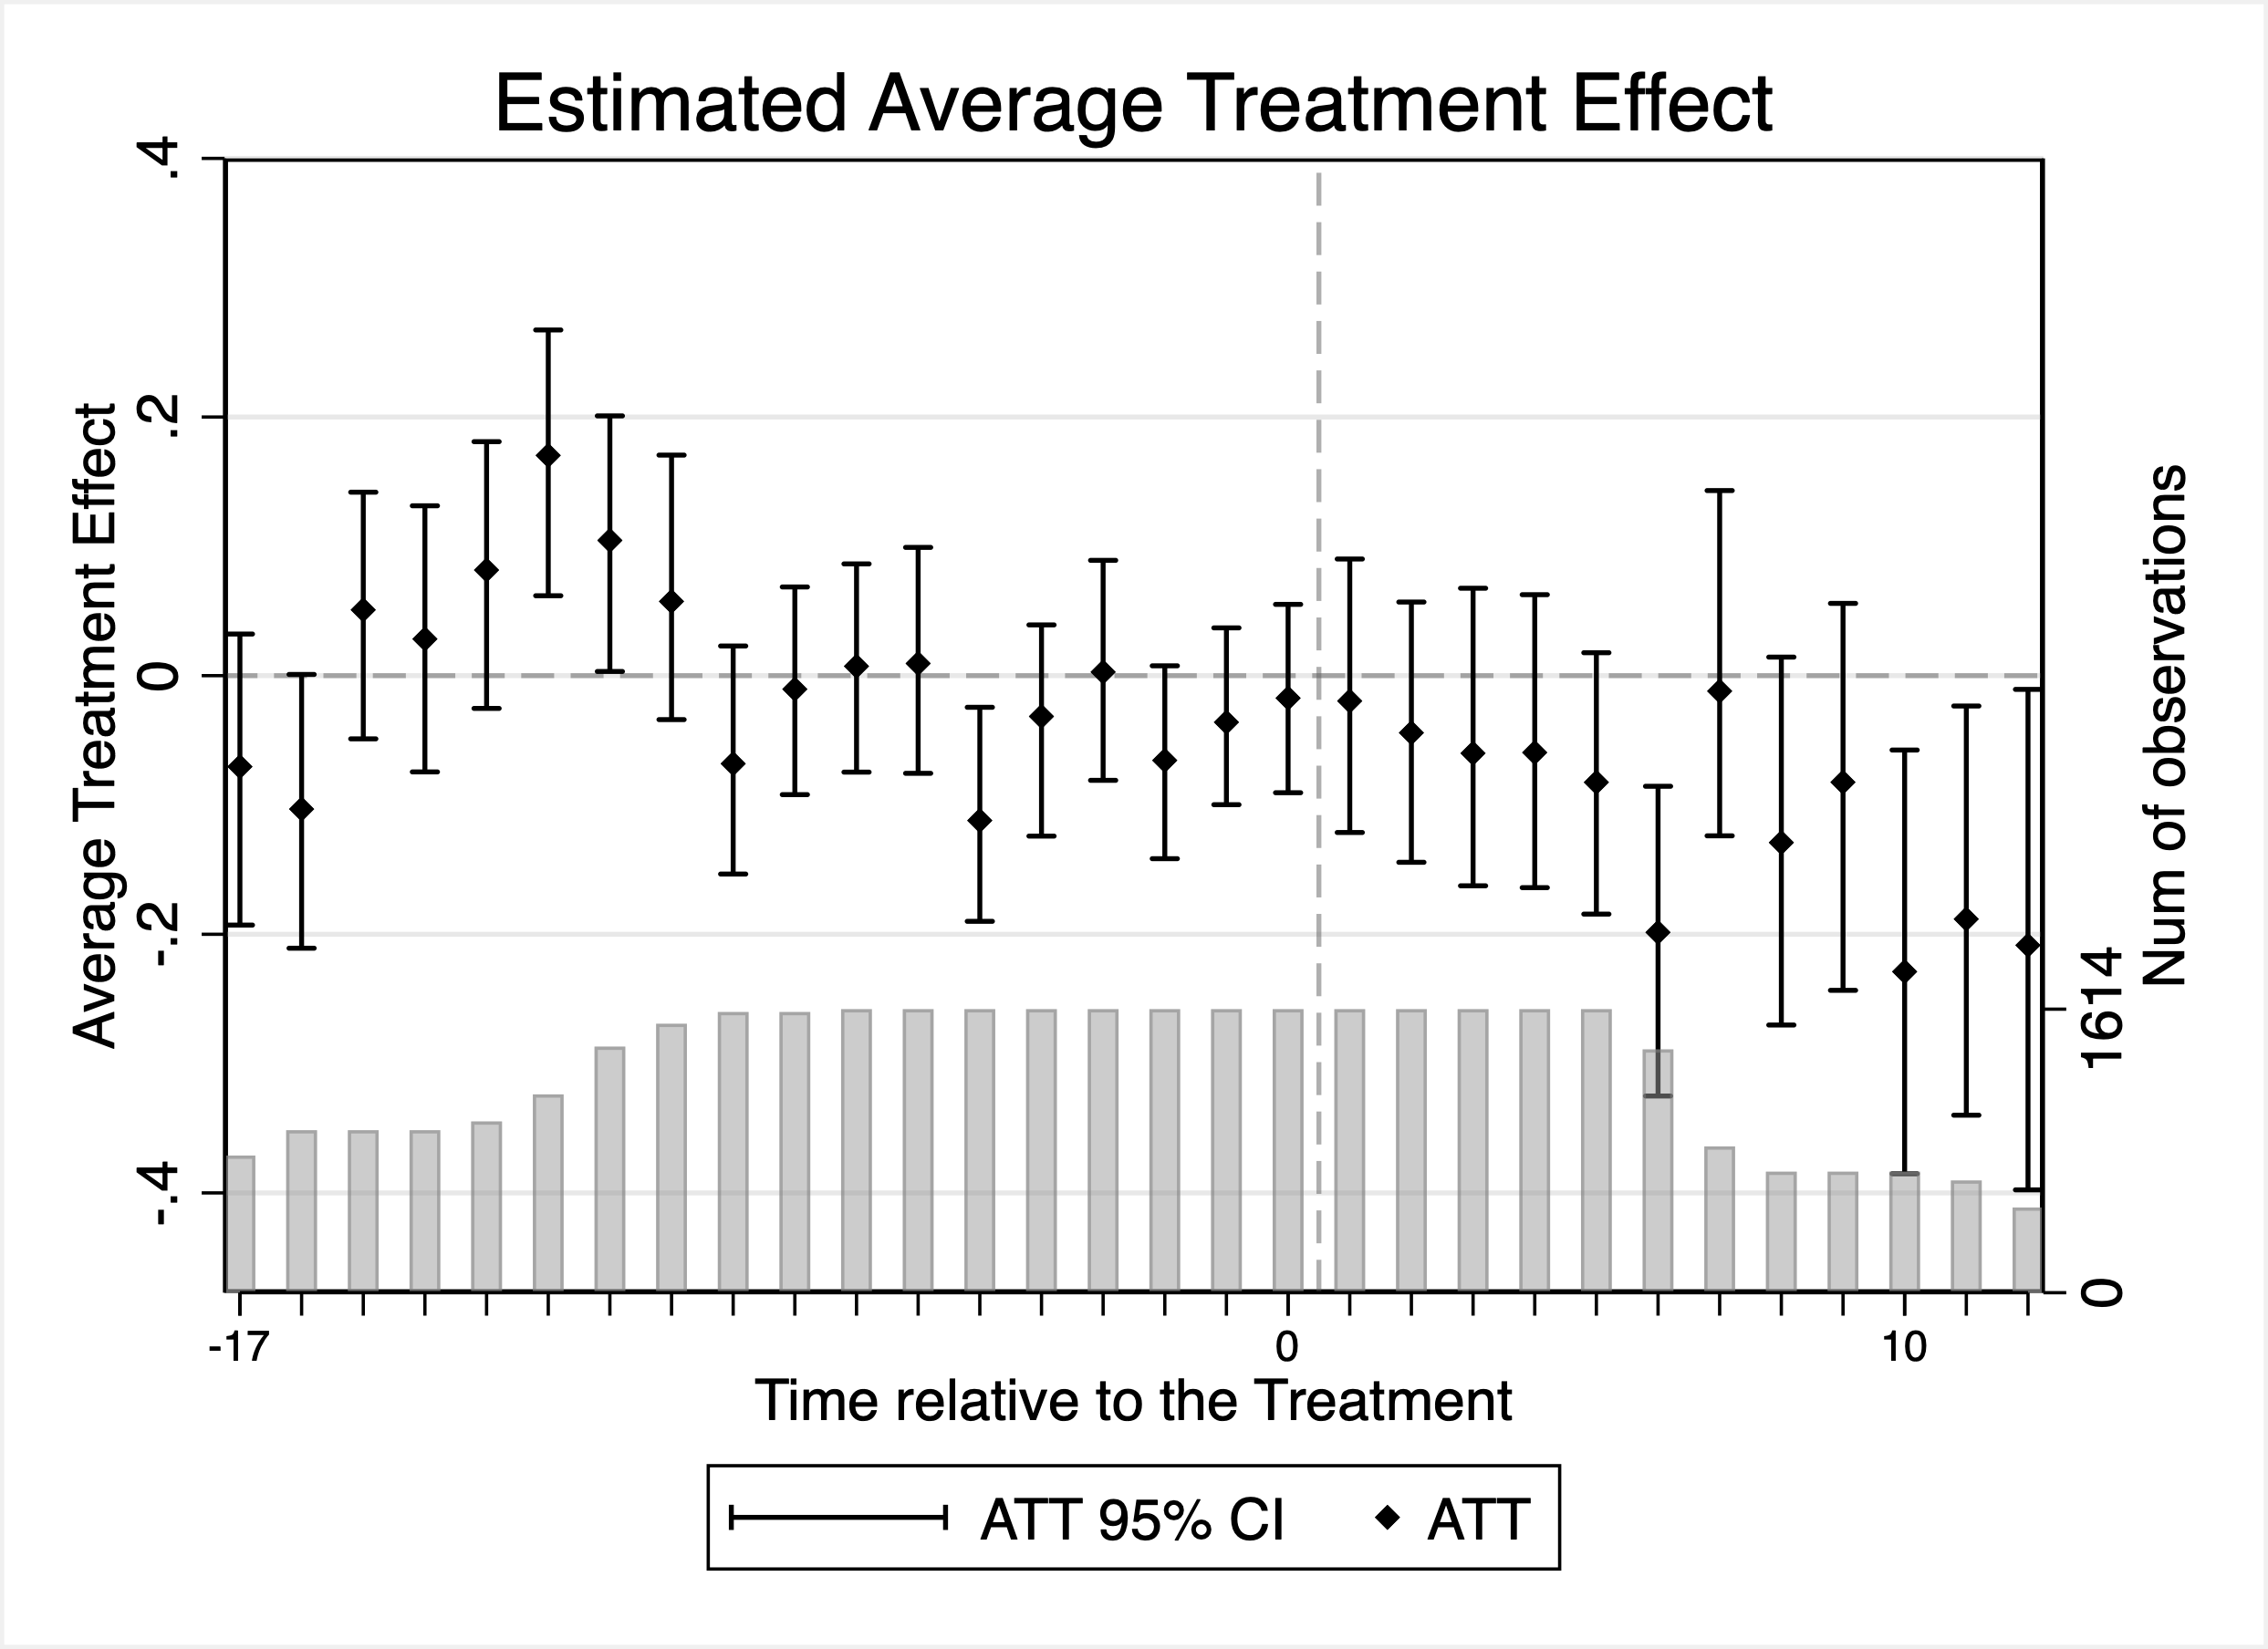 Estimated Average Treatment Effect
Average Treatment Effect
.4
.2
0
-.2
-.4
Num of observations
1614
0
-17
0
10
Time relative to the Treatment
ATT 95% CI
ATT